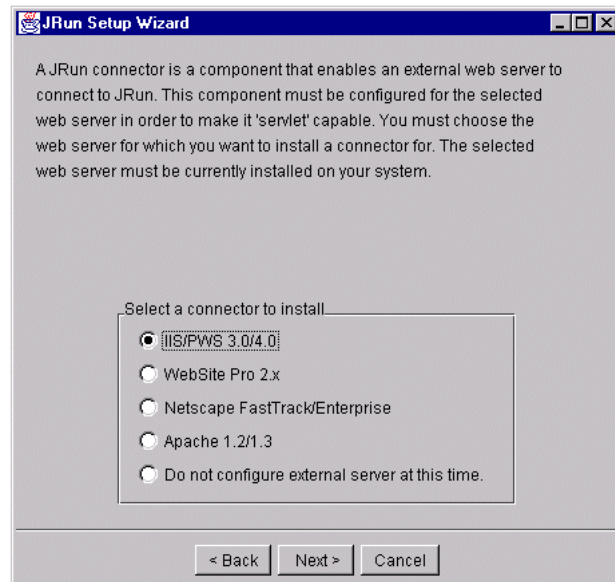 JRun Setup Wizard
A JRun connector is a component that enables an external web server to
connect to JRun. This component must be configured for the selected
web server in order to make it 'servlet' capable. You must choose the
web server for which you want to install a connector for. The selected
web server must be currently installed on your system.
Select a connector to install
IIS/PWS 3.0/4.0
WebSite Pro 2.x
Netscape FastTrack/Enterprise
Apache 1.2/1.3
Do not configure external server at this time.
< Back Next > Cancel